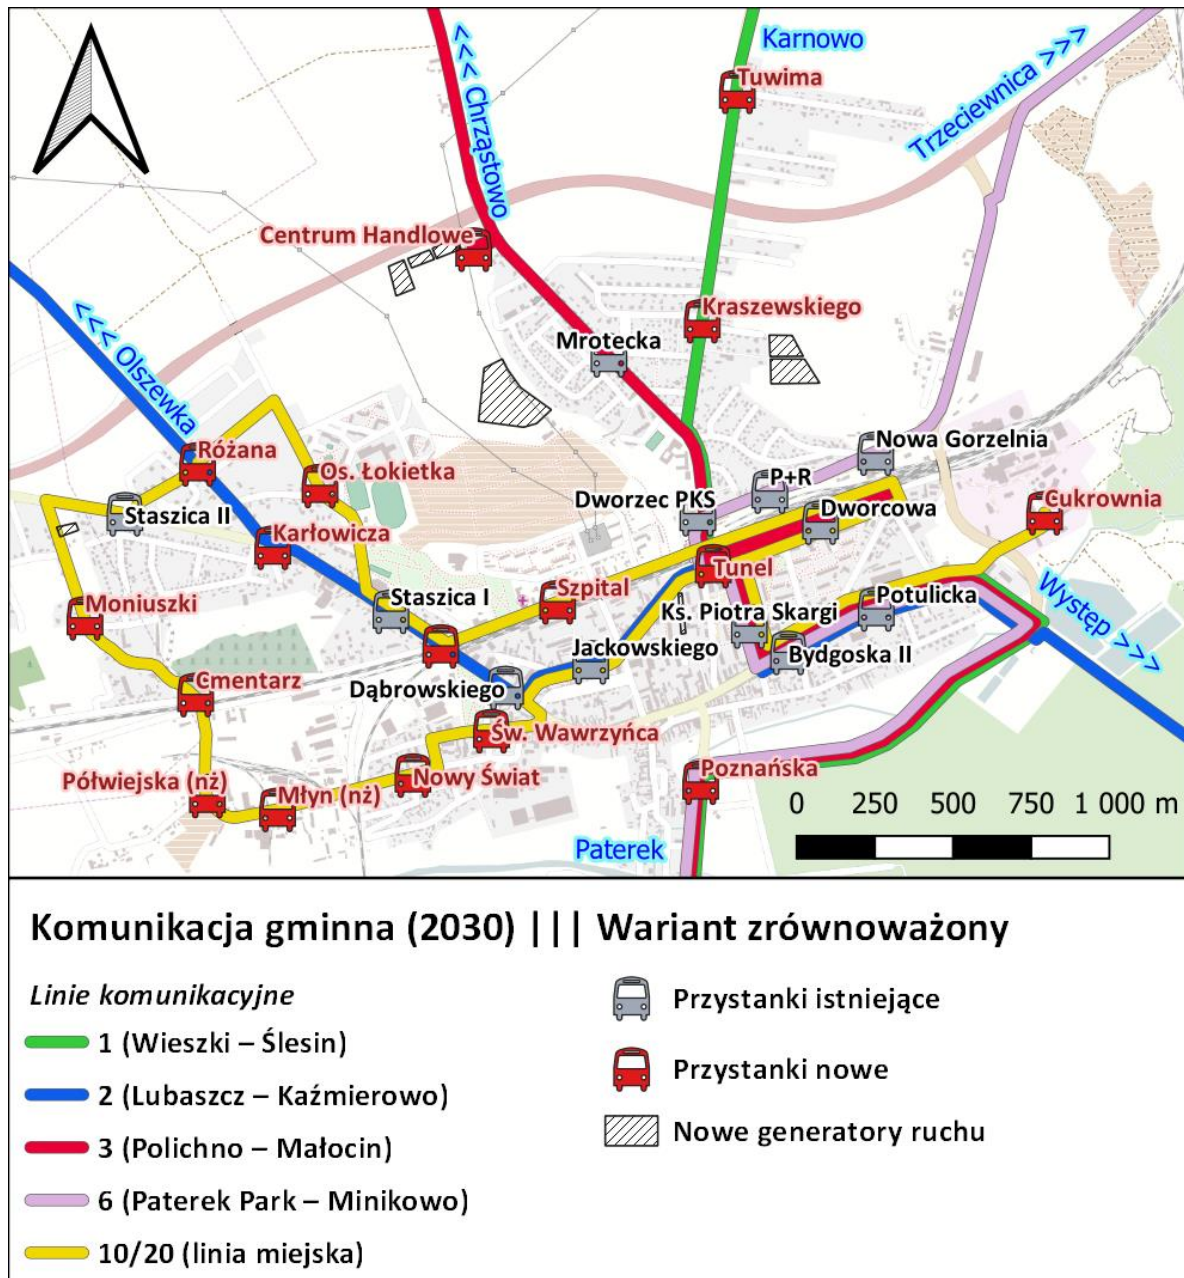 Karnowo
<<< Chrząstowo
Tuwima
Trzeciewnica >>>
Centrum Handlowe
Kraszewskiego
<<< Olszewka
Mrotecka
Różana
Nowa Gorzelnia
Os. Łokietka
P+R
Staszica II
Dworzec PKS
Dworcowa
Cukrownia
Karłowicza
Tunel
Szpital
Staszica I
Moniuszki
Ks. Piotra Skargi
Potulicka
Występ >>>
Jackowskiego
Bydgoska II
Cmentarz
Dąbrowskiego
Św. Wawrzyńca
Półwiejska (nż)
Młyn (nż)
Nowy Świat
Poznańska
Paterek
0 250 500 750 1 000 m
Komunikacja gminna (2030) ||| Wariant zrównoważony
Linie komunikacyjne
1 (Wieszki – Ślesin)
2 (Lubaszcz – Kaźmierowo)
3 (Polichno – Małocin)
6 (Paterek Park – Minikowo)
10/20 (linia miejska)
Przystanki istniejące
Przystanki nowe
Nowe generatory ruchu